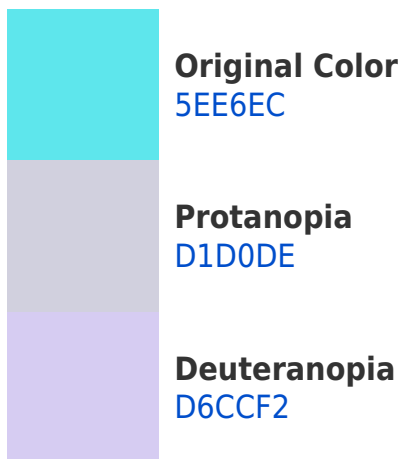 Original Color
5EE6EC
Protanopia
D1D0DE
Deuteranopia
D6CCF2